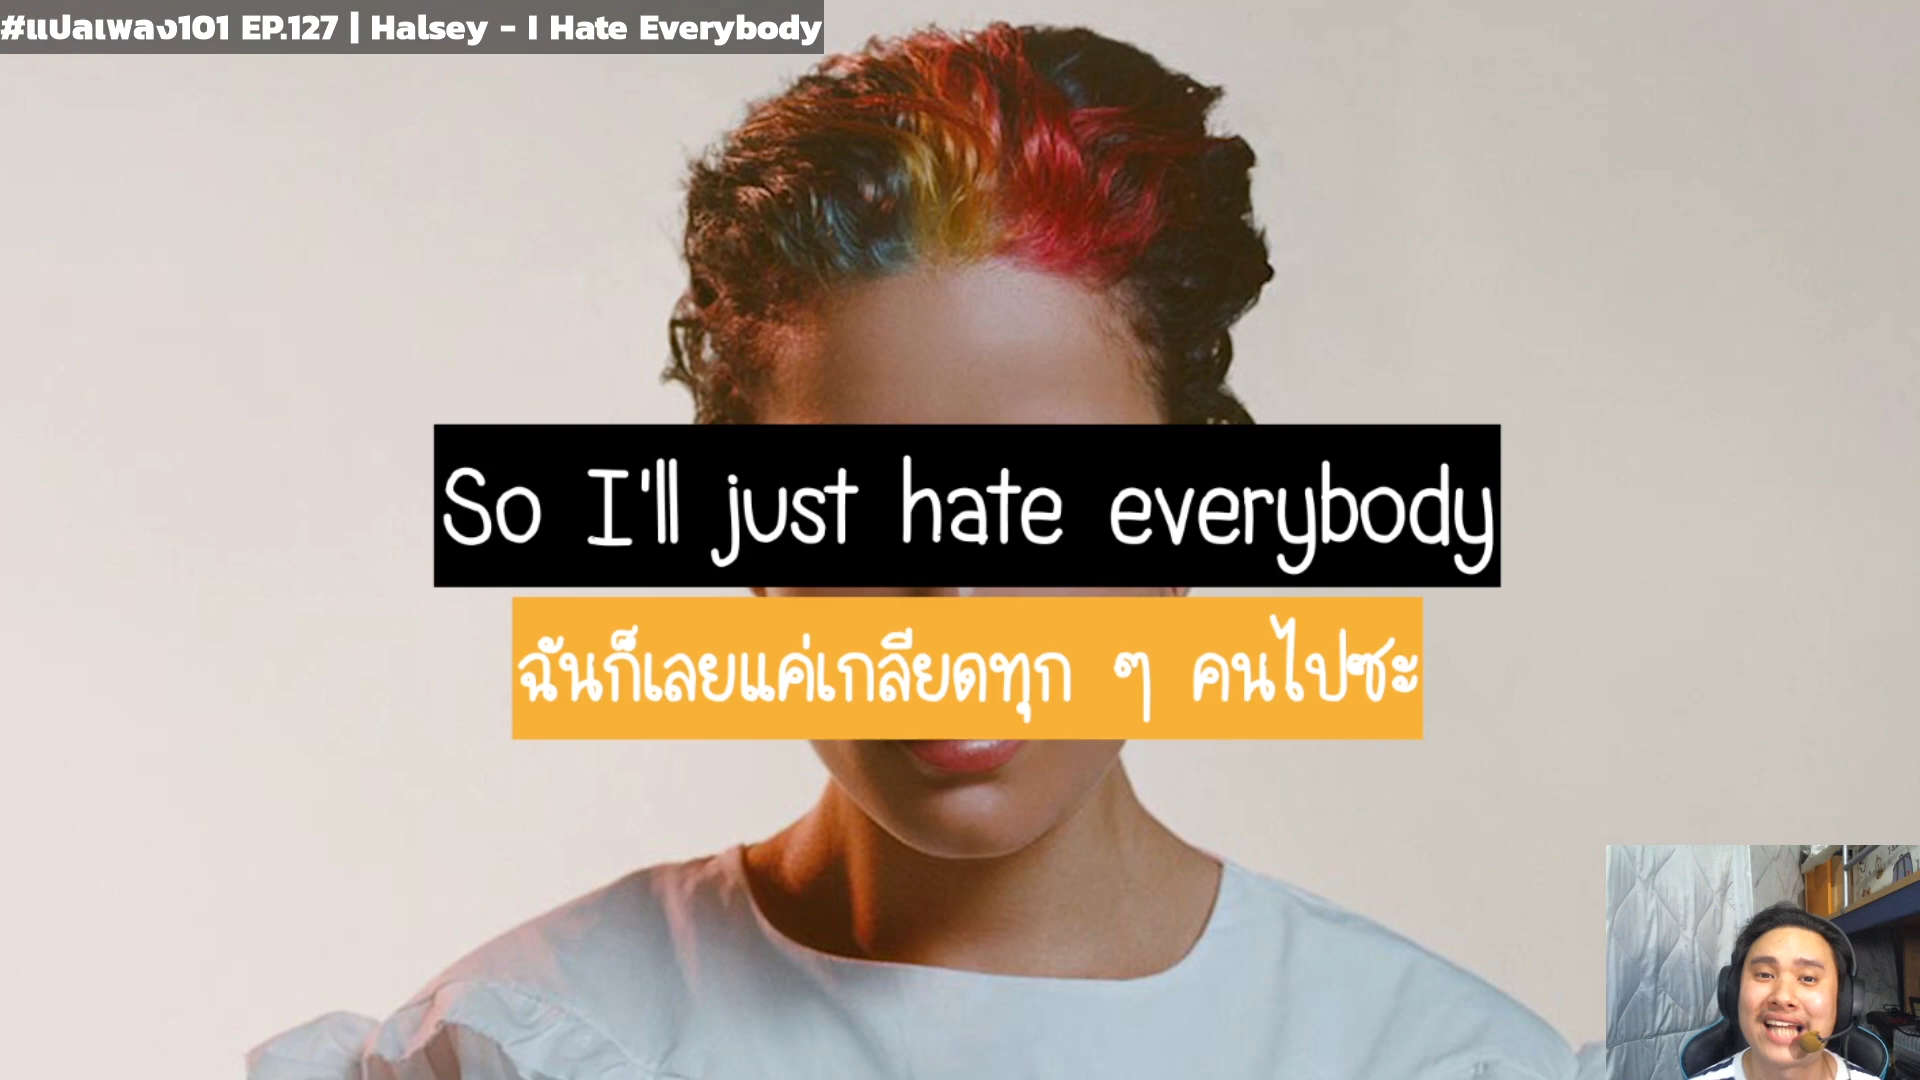 #แปลเพลง101 EP.127 | Halsey - I Hate Everybody
So I'll just hate everybody
ฉันก็เลยแค่เกลียดทุก ๆ คนไปซะ